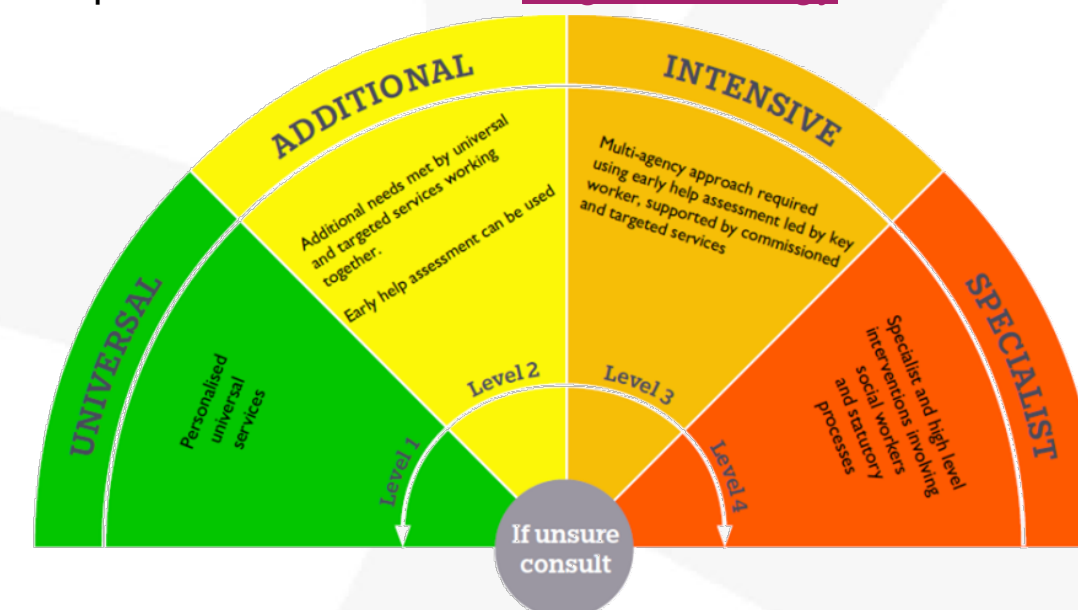 UNIVERSAL
Personalised
universal
services
Level 1
ADDITIONAL
Additional needs met by universal
and targeted services working
together.
Early help assessment can be used
Level 2
INTENSIVE
Multi-agency approach required
using early help assessment led by key
worker, supported by commissioned
and targeted services
Level 3
SPECIALIST
Specialist and high level
interventions involving
social workers
and statutory
processes
Level 4
If unsure
consult